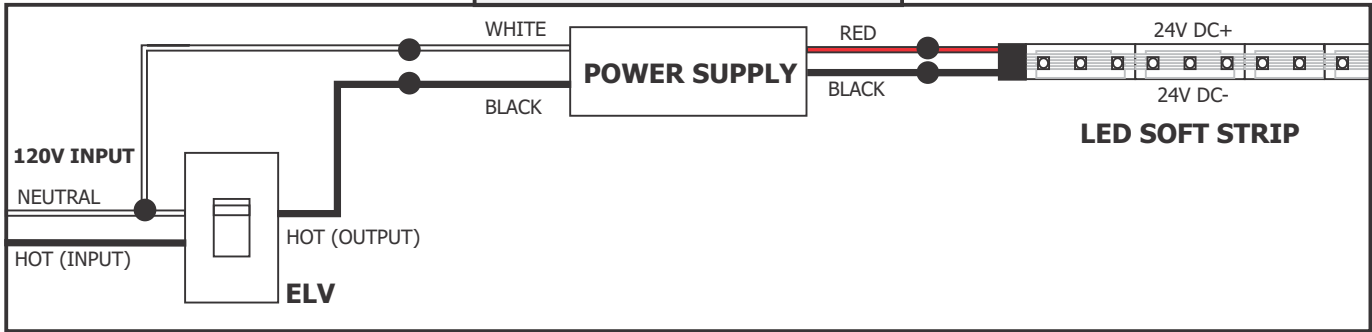 WHITE
RED
24V DC+
POWER SUPPLY
BLACK
BLACK
24V DC-
LED SOFT STRIP
120V INPUT
NEUTRAL
HOT (OUTPUT)
HOT (INPUT)
ELV